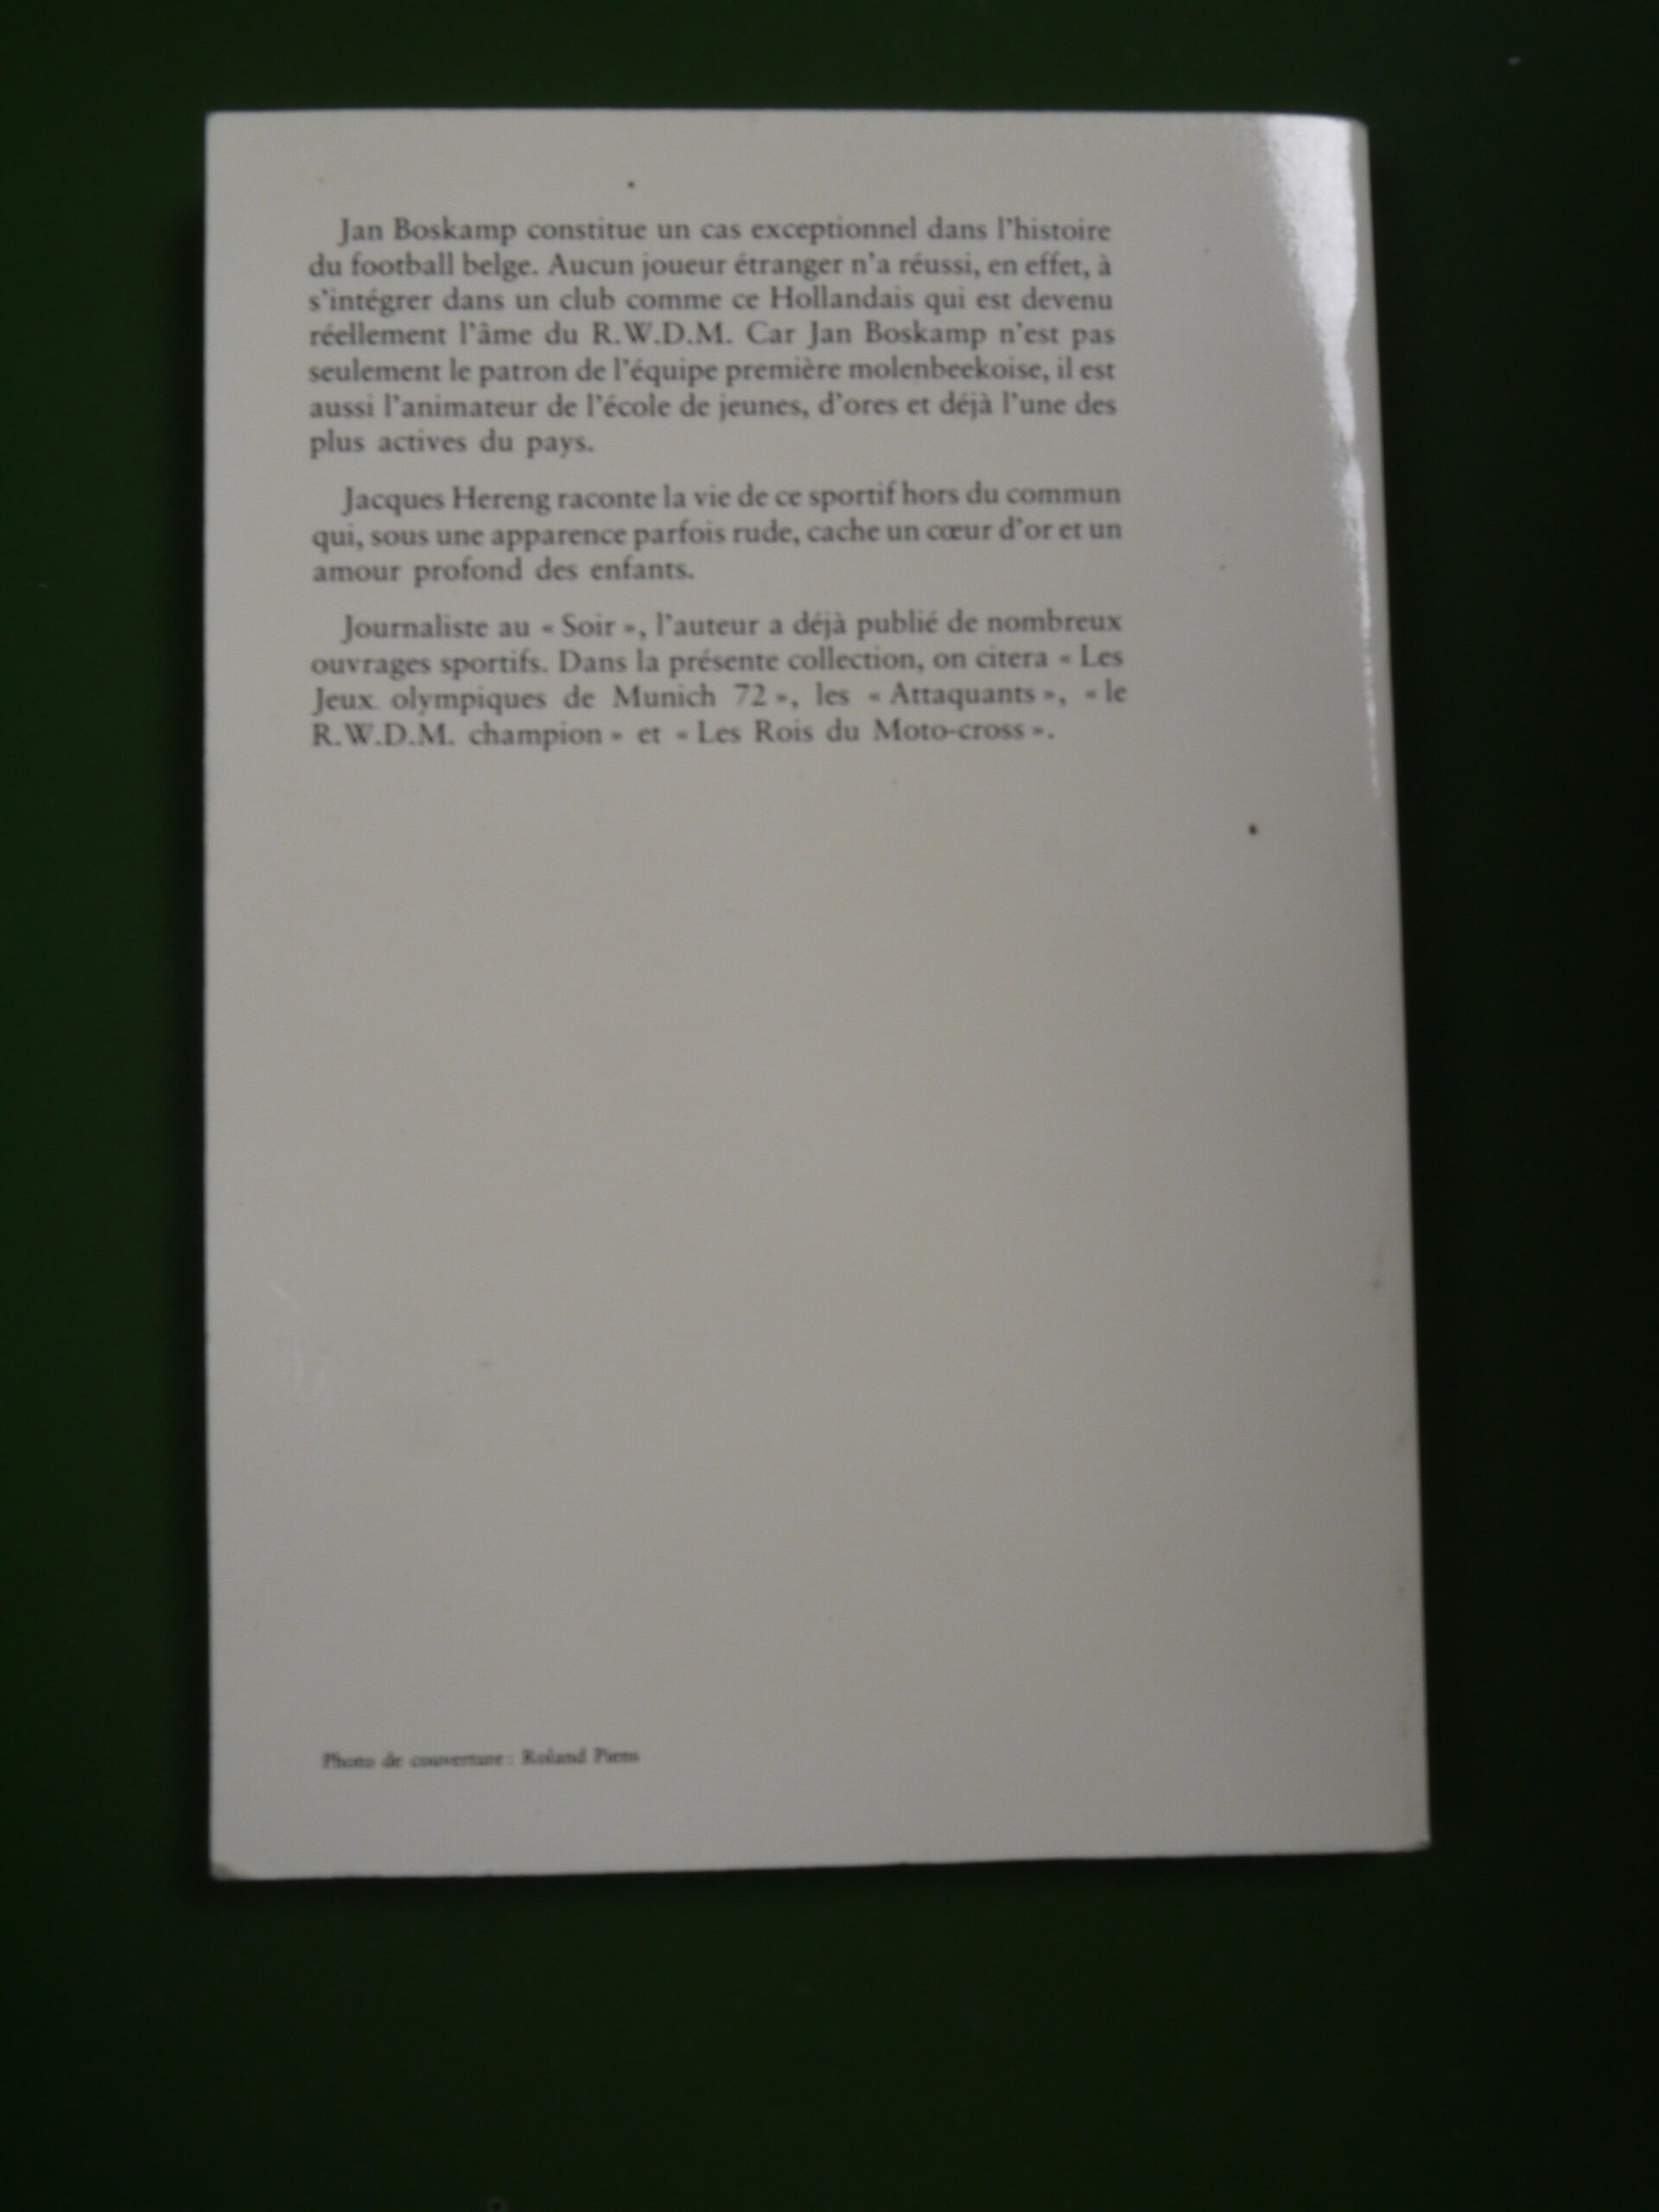 Jan Boskamp constitue un cas exceptionnel dans l'histoire
du football belge. Aucun joueur étranger n'a réussi, en effet, à
s'intégrer dans un club comme ce Hollandais qui est devenu
réellement l'âme du R.W.D.M. Car Jan Boskamp n'est pas
seulement le patron de l'équipe première molenbeekoise, il est
aussi l'animateur de l'école de jeunes, d'ores et déjà l'une des
plus actives du pays.
Jacques Hereng raconte la vie de ce sportif hors du commun
qui, sous une apparence parfois rude, cache un cœur d'or et un
amour profond des enfants.
Journaliste au « Soir », l'auteur a déjà publié de nombreux
ouvrages sportifs. Dans la présente collection, on citera « Les
Jeux olympiques de Munich 72 », les « Attaquants », « le
R.W.D.M. champion » et « Les Rois du Moto-cross ».
Photo de couverture : Roland Piens